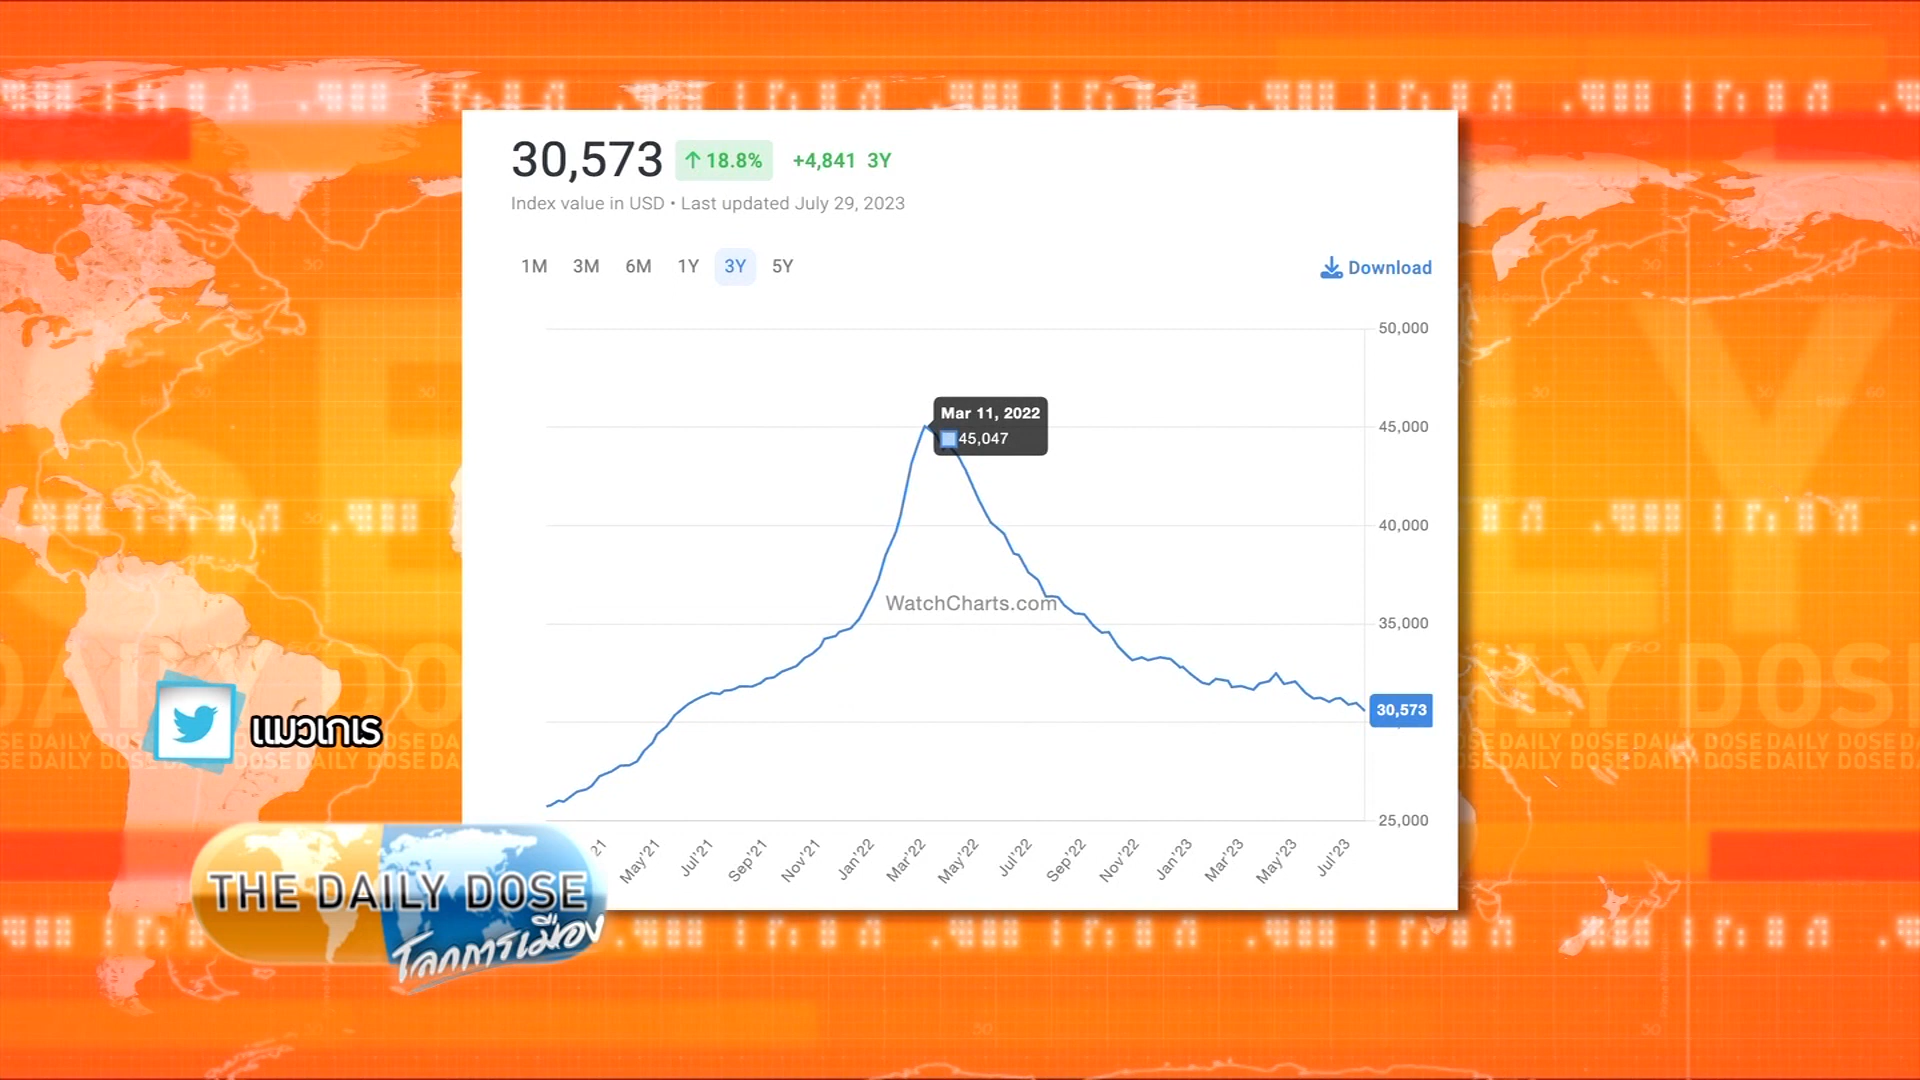 30,573 ↑ 18.8% +4,841 3Y
Index value in USD • Last updated July 29, 2023
1M 3M 6M 1Y 3Y 5Y
Download
50,000
Mar 11, 2022
45,047
45,000
40,000
WatchCharts.com
35,000
30,573
25,000
21 May'21 Jul'21 Sep'21 Nov'21 Jan'22 Mar'22 May'22 Jul'22 Sep'22 Nov'22 Jan'23 Mar'23 May'23 Jul'23
แมวเกเร
THE DAILY DOSE
โลกการเมือง